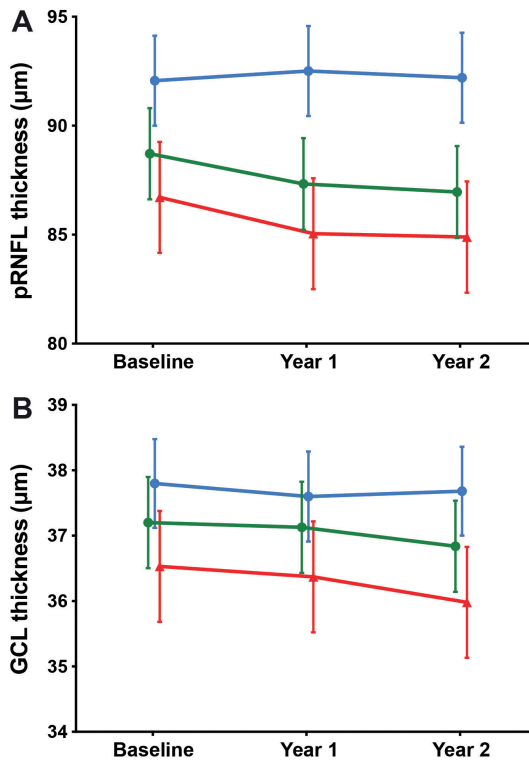 A
pRNFL thickness (µm)
95
90
85
80
Baseline Year 1 Year 2
B
GCL thickness (µm)
39
38
37
36
35
34
Baseline Year 1 Year 2